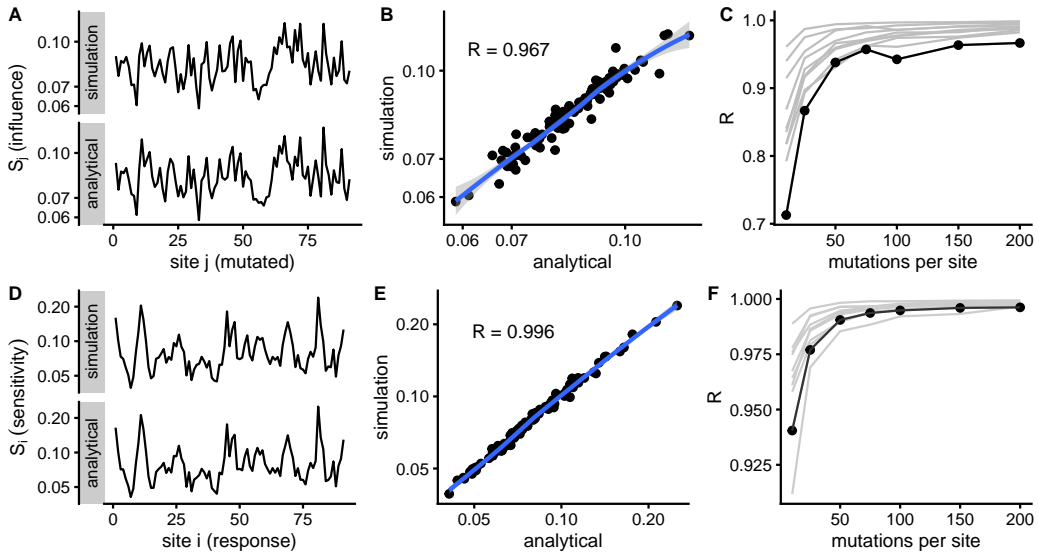 A
S_j (influence)
simulation
0.10
0.07
0.06
analytical
0.10
0.07
0.06
0 25 50 75
site j (mutated)
B
R = 0.967
simulation
0.10
0.07
0.06
0.06 0.07 0.10
analytical
C
R
1.0
0.9
0.8
0.7
50 100 150 200
mutations per site
D
S_i (sensitivity)
simulation
0.20
0.10
0.05
analytical
0.20
0.10
0.05
0 25 50 75
site i (response)
E
R = 0.996
simulation
0.20
0.10
0.05
0.05 0.10 0.20
analytical
F
R
1.000
0.975
0.950
0.925
50 100 150 200
mutations per site